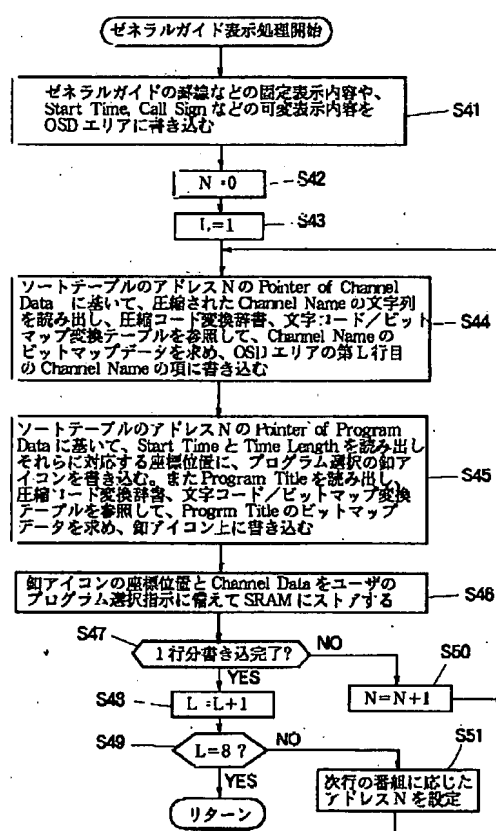 ゼネラルガイド表示処理開始
ゼネラルガイドの罫線などの固定表示内容や、
Start Time, Call Sign などの可変表示内容を
OSD エリアに書き込む
S41
N=0
S42
L=1
S43
ソートテーブルのアドレスNの Pointer of Channel
Data に基いて、圧縮された Channel Name の文字列
を読み出し、圧縮コード変換辞書、文字コード/ビット
マップ変換テーブルを参照して、Channel Name の
ビットマップデータを求め、OSD エリアの第L行目
の Channel Name の項に書き込む
S44
ソートテーブルのアドレスNの Pointer of Program
Data に基いて、Start Time と Time Length を読み出し
それらに対応する座標位置に、プログラム選択の釦ア
イコンを書き込む。また Program Title を読み出し、
圧縮コード変換辞書、文字コード/ビットマップ変換
テーブルを参照して、Progrm Title のビットマップ
データを求め、釦アイコン上に書き込む
S45
釦アイコンの座標位置と Channel Data をユーザの
プログラム選択指示に備えて SRAM にストアする
S46
S47
1行分書き込完了?
NO
YES
S50
N=N+1
S48
L=L+1
S49
L=8?
NO
YES
S51
次行の番組に応じた
アドレスNを設定
リターン